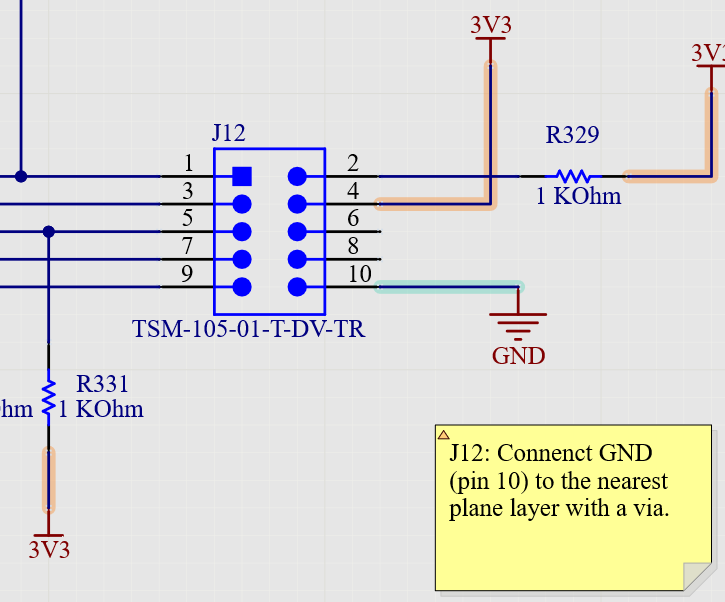 3V3
3V3
J12
R329
1
2
3
4
1 KOhm
5
6
7
8
9
10
TSM-105-01-T-DV-TR
GND
R331
hm
1 KOhm
J12: Connenct GND
(pin 10) to the nearest
plane layer with a via.
3V3